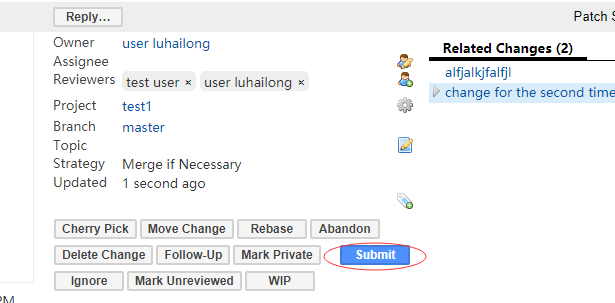 Reply...
Patch S
Owner user luhailong
Assignee
Reviewers test user × user luhailong ×
Project test1
Branch master
Topic
Strategy Merge if Necessary
Updated 1 second ago
Related Changes (2)
alfjalkjfalfjl
change for the second time
Cherry Pick Move Change Rebase Abandon
Delete Change Follow-Up Mark Private Submit
Ignore Mark Unreviewed WIP
PM